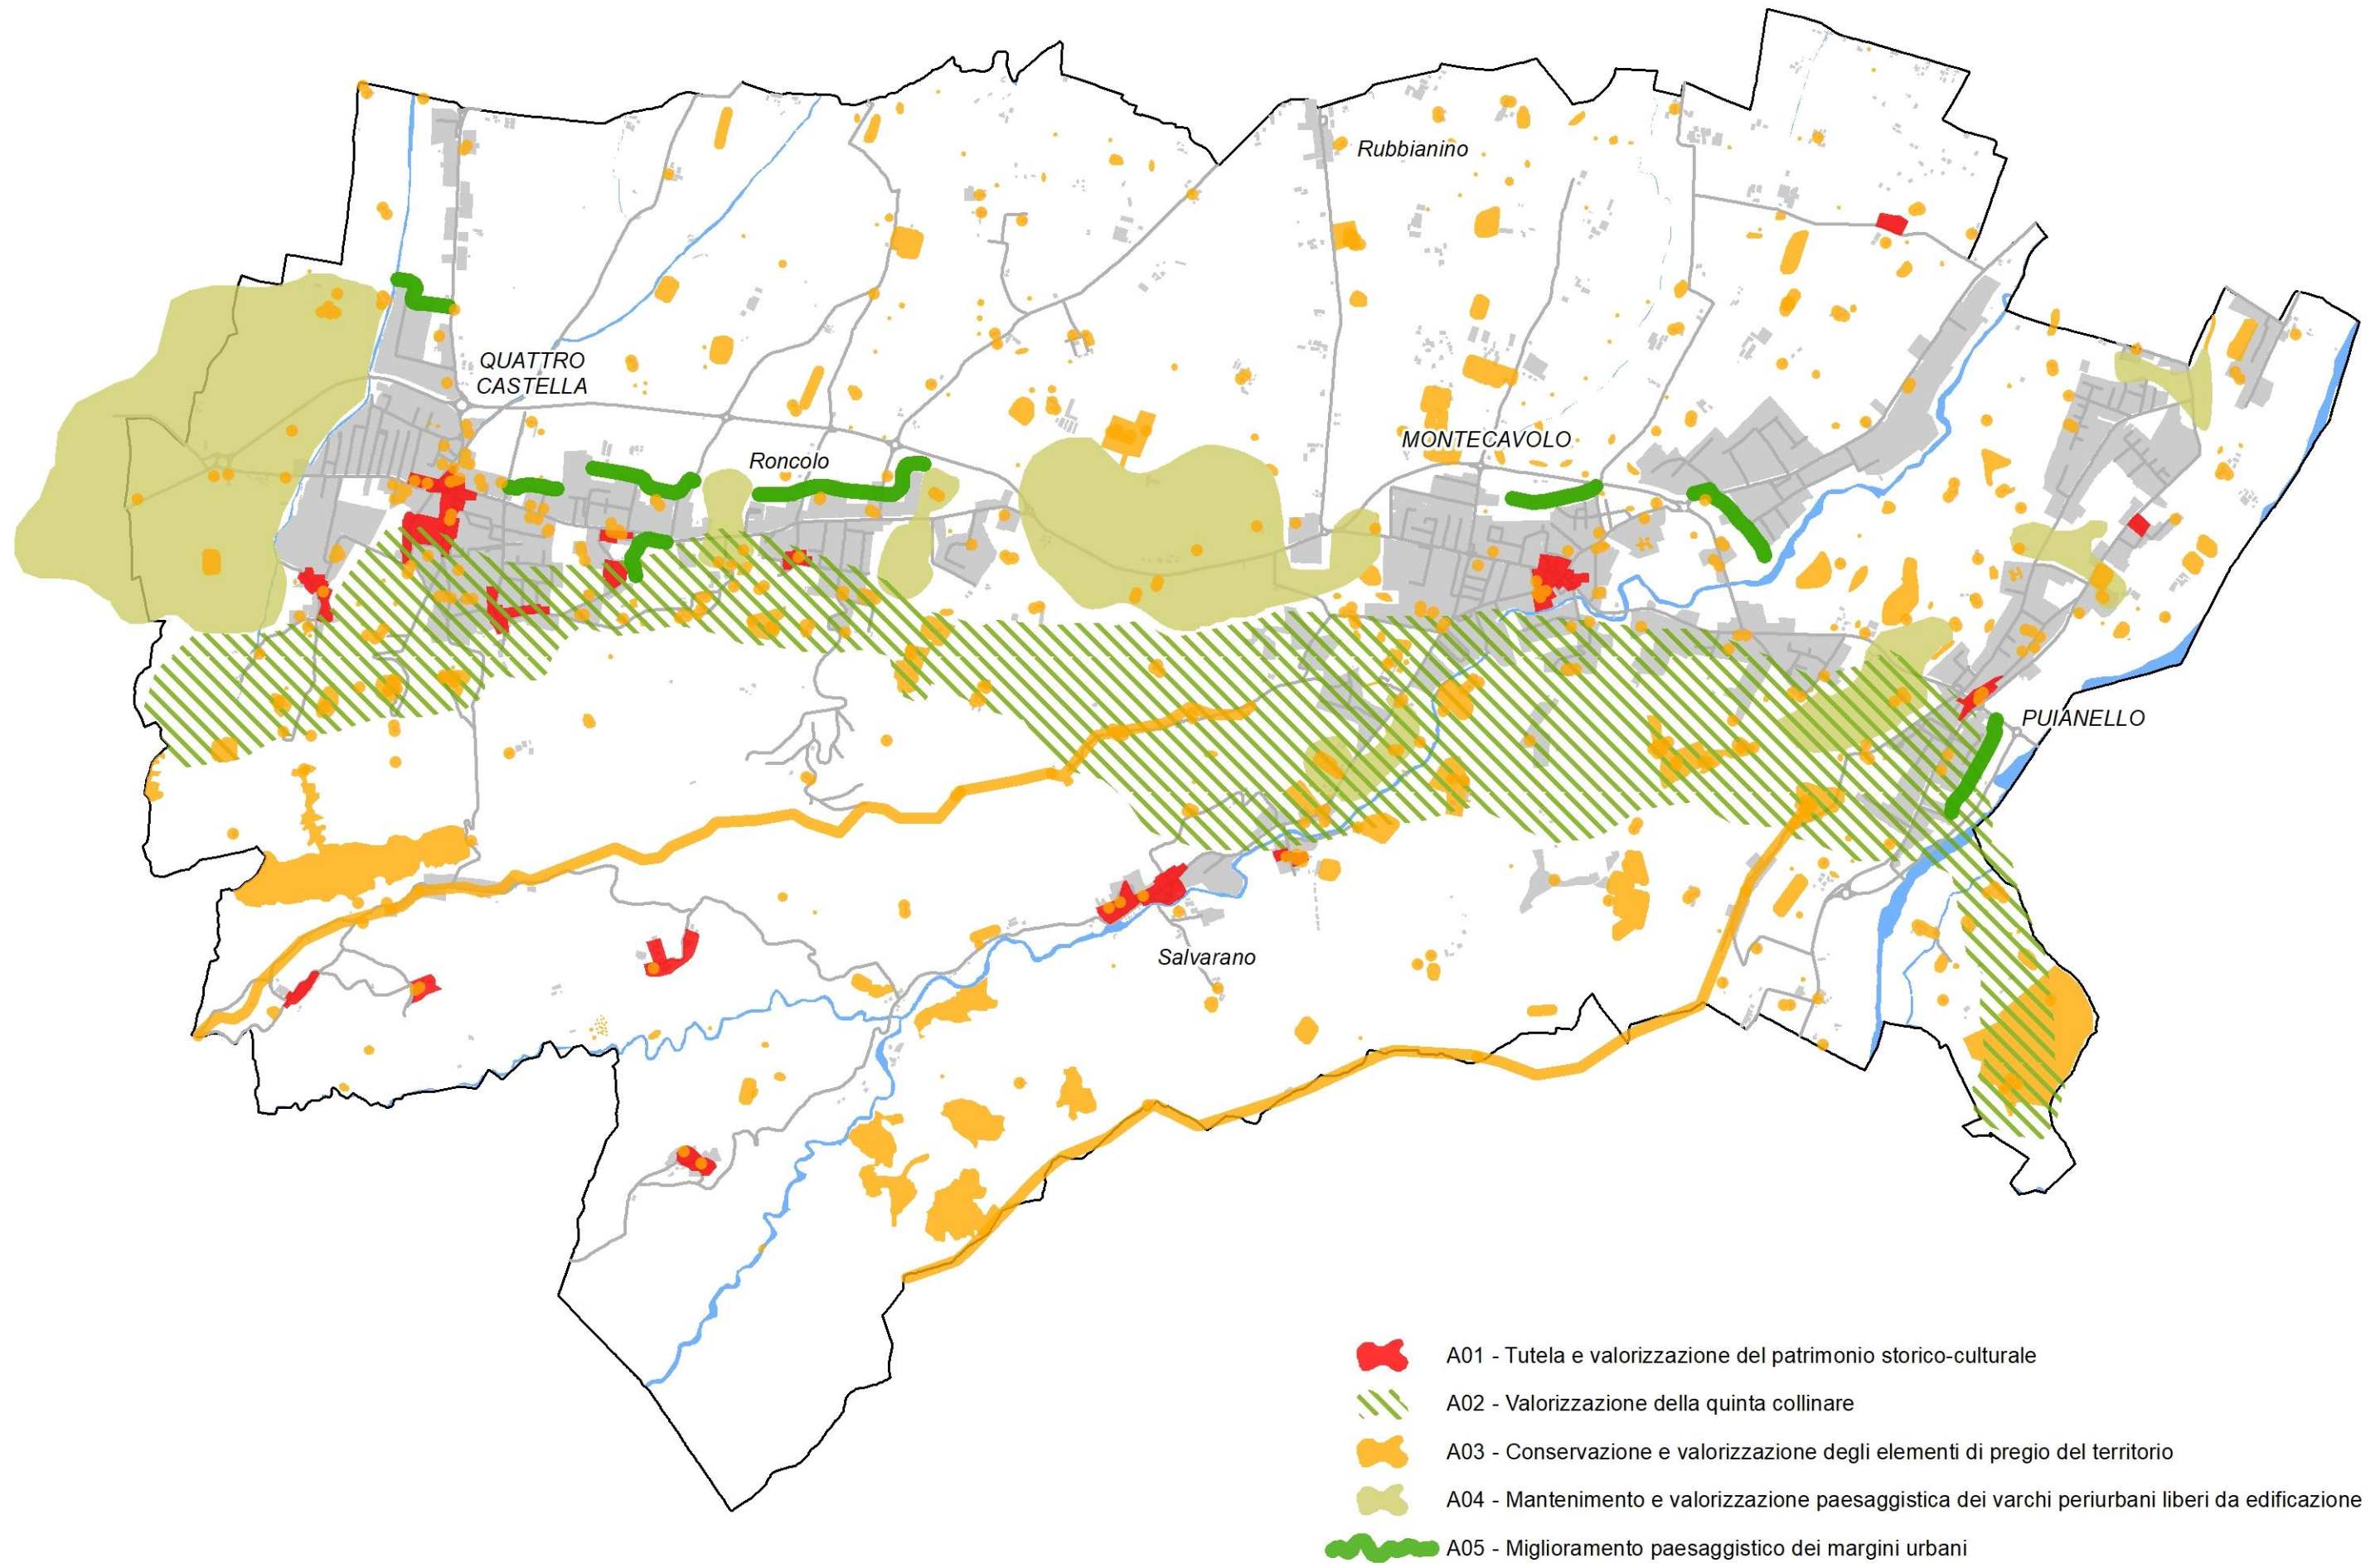 Rubbianino
QUATTRO
CASTELLA
MONTECAVOLO
Roncolo
PUIANELLO
Salvarano
A01 - Tutela e valorizzazione del patrimonio storico-culturale
A02 - Valorizzazione della quinta collinare
A03 - Conservazione e valorizzazione degli elementi di pregio del territorio
A04 - Mantenimento e valorizzazione paesaggistica dei varchi periurbani liberi da edificazione
A05 - Miglioramento paesaggistico dei margini urbani